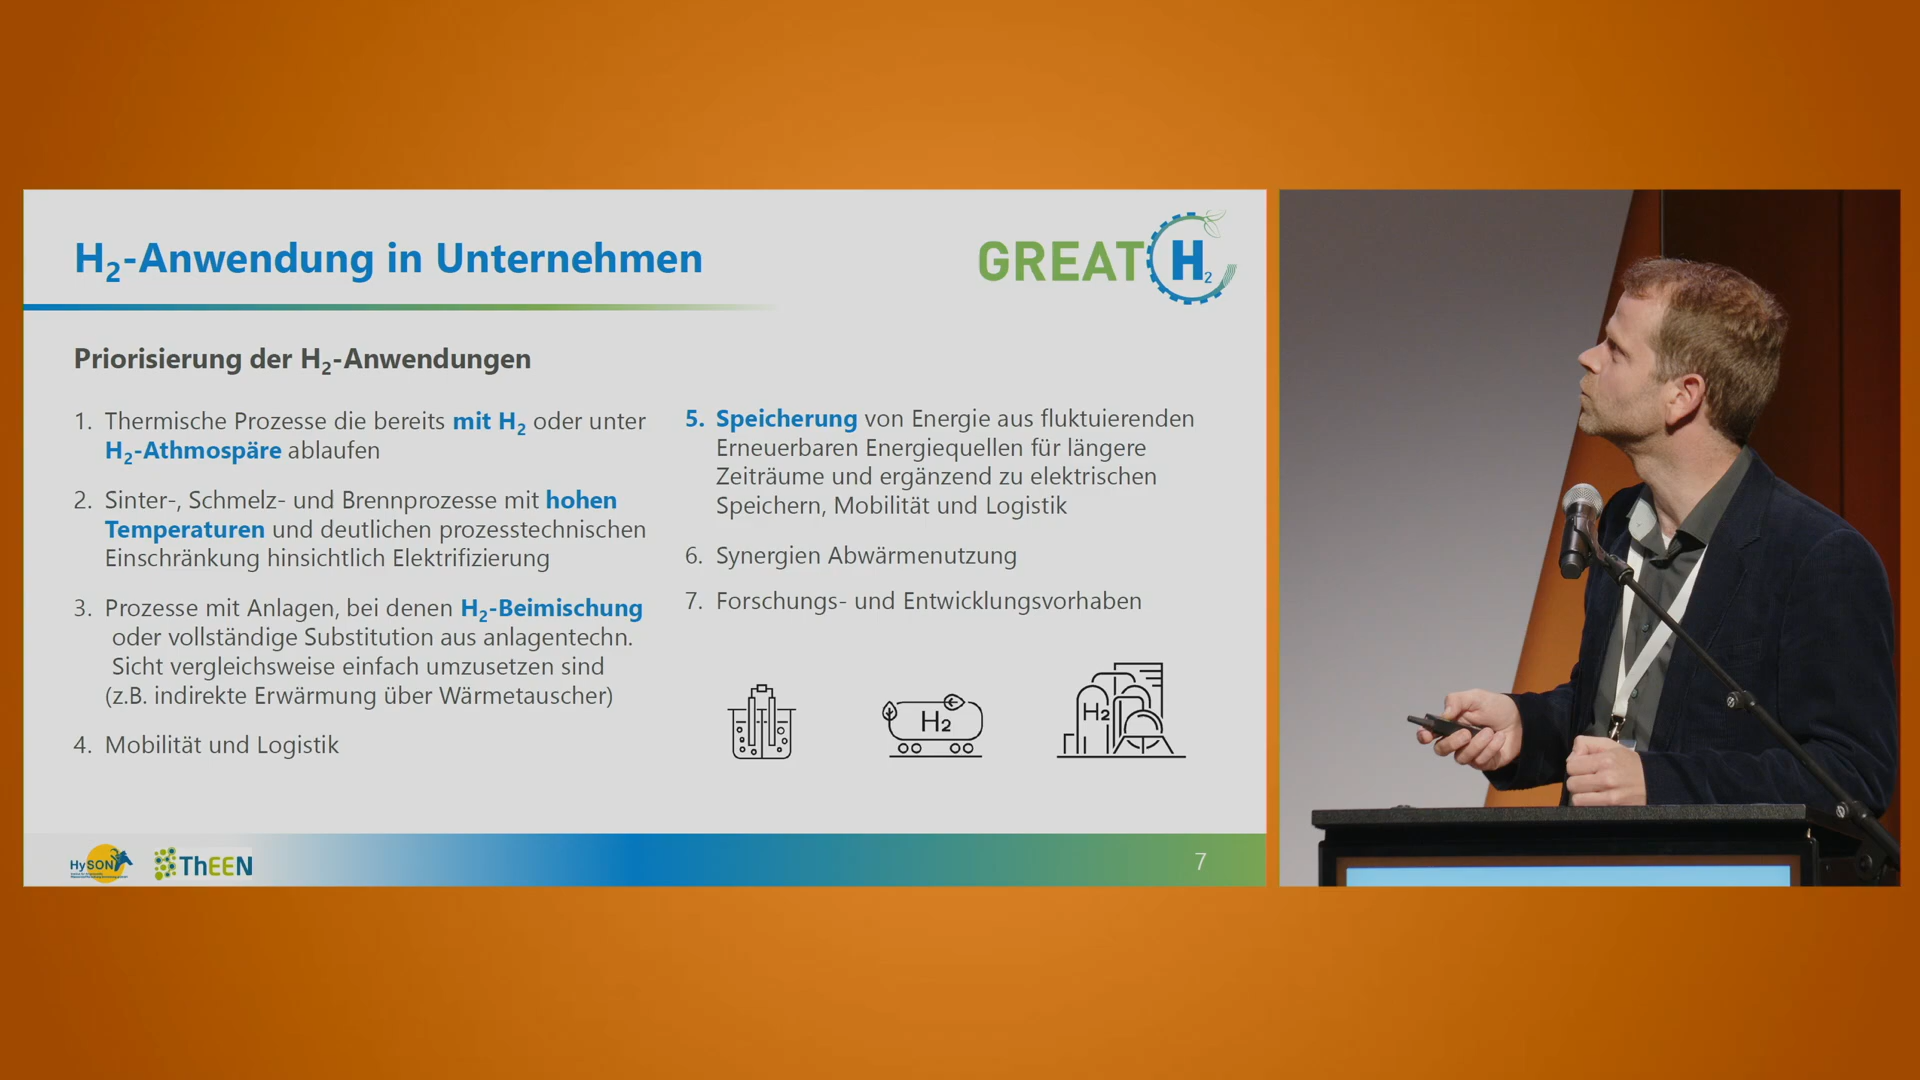 H₂-Anwendung in Unternehmen
GREAT H₂
Priorisierung der H₂-Anwendungen
1. Thermische Prozesse die bereits mit H₂ oder unter
H₂-Athmospäre ablaufen
2. Sinter-, Schmelz- und Brennprozesse mit hohen
Temperaturen und deutlichen prozesstechnischen
Einschränkung hinsichtlich Elektrifizierung
3. Prozesse mit Anlagen, bei denen H₂-Beimischung
oder vollständige Substitution aus anlagentechn.
Sicht vergleichsweise einfach umzusetzen sind
(z.B. indirekte Erwärmung über Wärmetauscher)
4. Mobilität und Logistik
5. Speicherung von Energie aus fluktuierenden
Erneuerbaren Energiequellen für längere
Zeiträume und ergänzend zu elektrischen
Speichern, Mobilität und Logistik
6. Synergien Abwärmenutzung
7. Forschungs- und Entwicklungsvorhaben
H₂
H₂
HySON
ThEEN
7